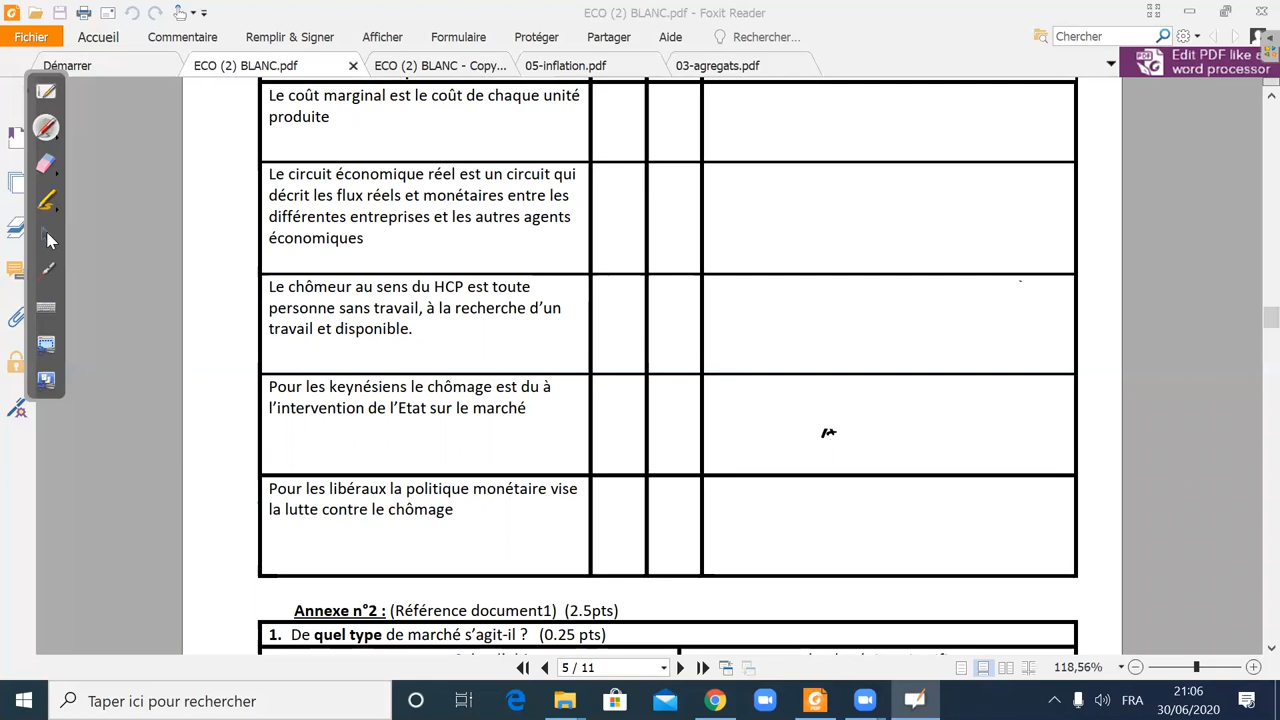 ECO (2) BLANC.pdf - Foxit Reader
Fichier Accueil Commentaire Remplir & Signer Afficher Formulaire Protéger Partager Aide Rechercher... Chercher
Démarrer ECO (2) BLANC.pdf ECO (2) BLANC - Copy... 05-inflation.pdf 03-agregats.pdf
Edit PDF like a
word processor
Le coût marginal est le coût de chaque unité
produite
Le circuit économique réel est un circuit qui
décrit les flux réels et monétaires entre les
différentes entreprises et les autres agents
économiques
Le chômeur au sens du HCP est toute
personne sans travail, à la recherche d'un
travail et disponible.
Pour les keynésiens le chômage est du à
l'intervention de l'Etat sur le marché
Pour les libéraux la politique monétaire vise
la lutte contre le chômage
Annexe n°2 : (Référence document1) (2.5pts)
1. De quel type de marché s'agit-il ? (0.25 pts)
5 / 11 118,56%
Taper ici pour rechercher
FRA
21:06
30/06/2020